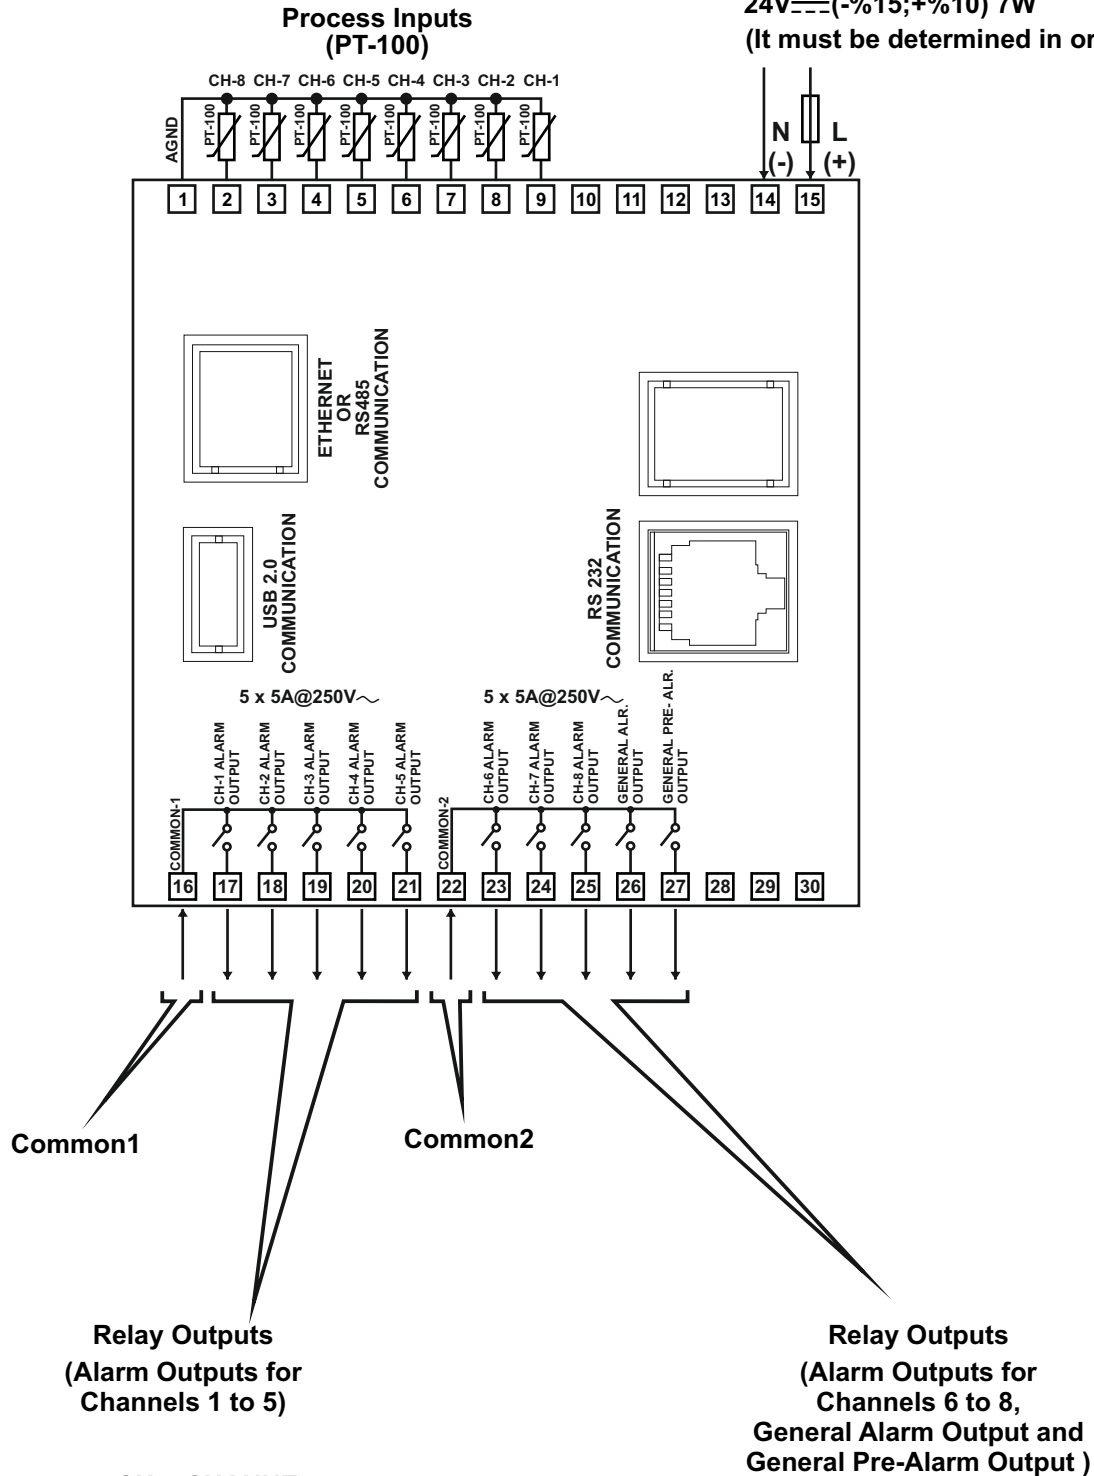 Process Inputs
(PT-100)
24V (-%15;+%10) 7W
(It must be determined in or
CH-8 CH-7 CH-6 CH-5 CH-4 CH-3 CH-2 CH-1
AGND
PT-100 PT-100 PT-100 PT-100 PT-100 PT-100 PT-100 PT-100
N L
(-) (+)
1 2 3 4 5 6 7 8 9 10 11 12 13 14 15
ETHERNET
OR
RS485
COMMUNICATION
USB 2.0
COMMUNICATION
RS 232
COMMUNICATION
5 x 5A@250V～
5 x 5A@250V～
COMMON-1
CH-1 ALARM
OUTPUT
CH-2 ALARM
OUTPUT
CH-3 ALARM
OUTPUT
CH-4 ALARM
OUTPUT
CH-5 ALARM
OUTPUT
COMMON-2
CH-6 ALARM
OUTPUT
CH-7 ALARM
OUTPUT
CH-8 ALARM
OUTPUT
GENERAL ALR.
OUTPUT
GENERAL PRE- ALR.
OUTPUT
16 17 18 19 20 21 22 23 24 25 26 27 28 29 30
Common1
Common2
Relay Outputs
(Alarm Outputs for
Channels 1 to 5)
Relay Outputs
(Alarm Outputs for
Channels 6 to 8,
General Alarm Output and
General Pre-Alarm Output )